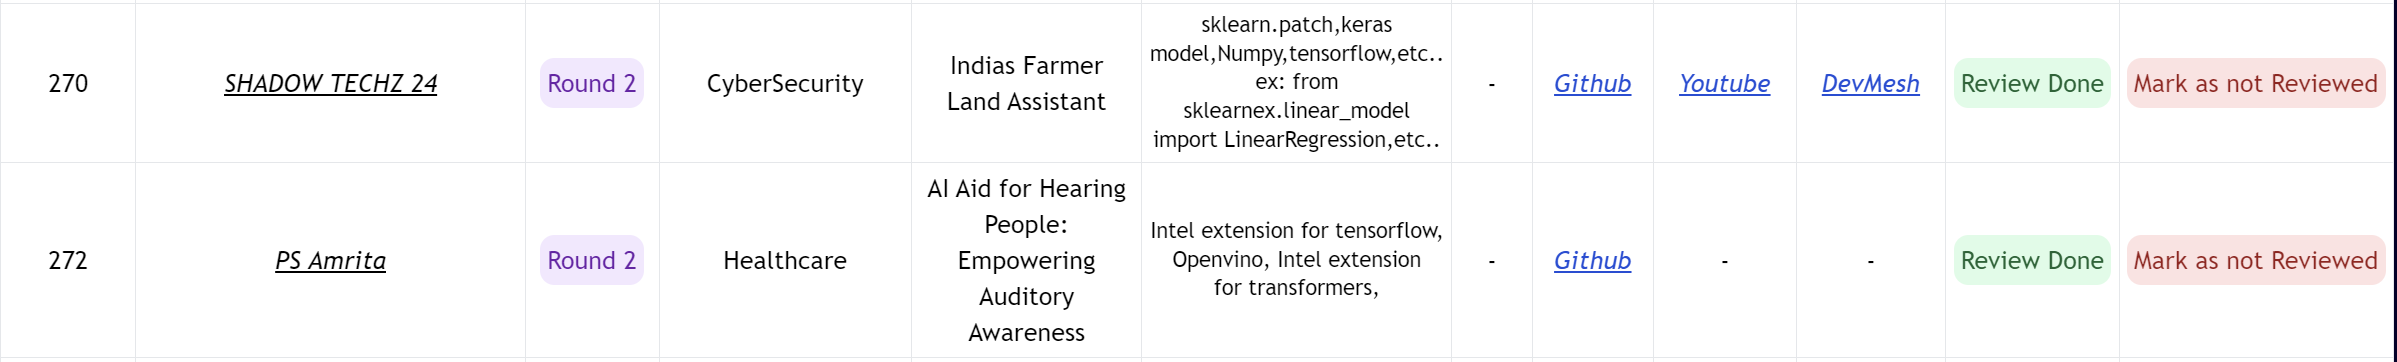 270
SHADOW TECHZ 24
Round 2
CyberSecurity
Indias Farmer
Land Assistant
sklearn.patch,keras
model,Numpy,tensorflow,etc..
ex: from
sklearnex.linear_model
import LinearRegression,etc..
-
Github
Youtube
DevMesh
Review Done
Mark as not Reviewed
272
PS Amrita
Round 2
Healthcare
AI Aid for Hearing
People:
Empowering
Auditory
Awareness
Intel extension for tensorflow,
Openvino, Intel extension
for transformers,
-
Github
-
-
Review Done
Mark as not Reviewed